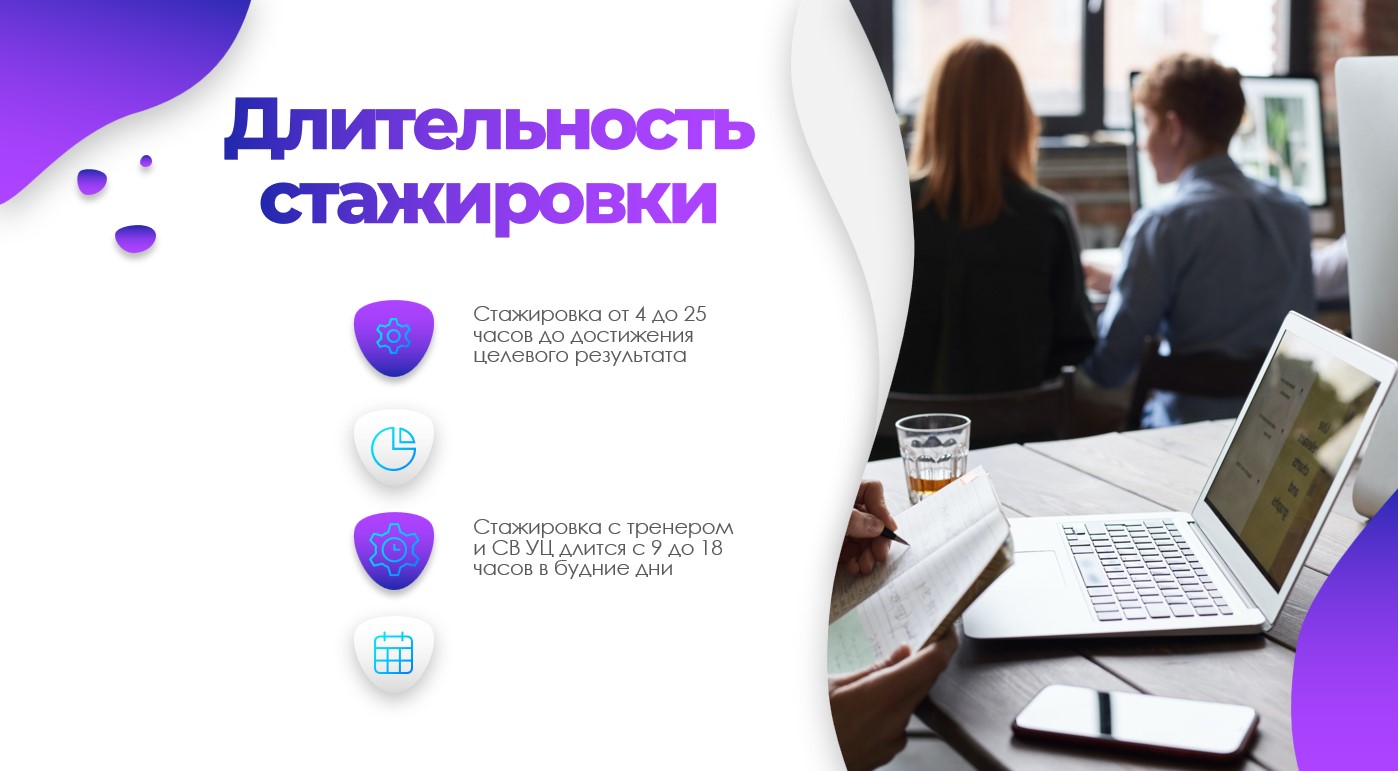 Длительность
стажировки
Стажировка от 4 до 25
часов до достижения
целевого результата
Стажировка с тренером
и СВ УЦ длится с 9 до 18
часов в будние дни